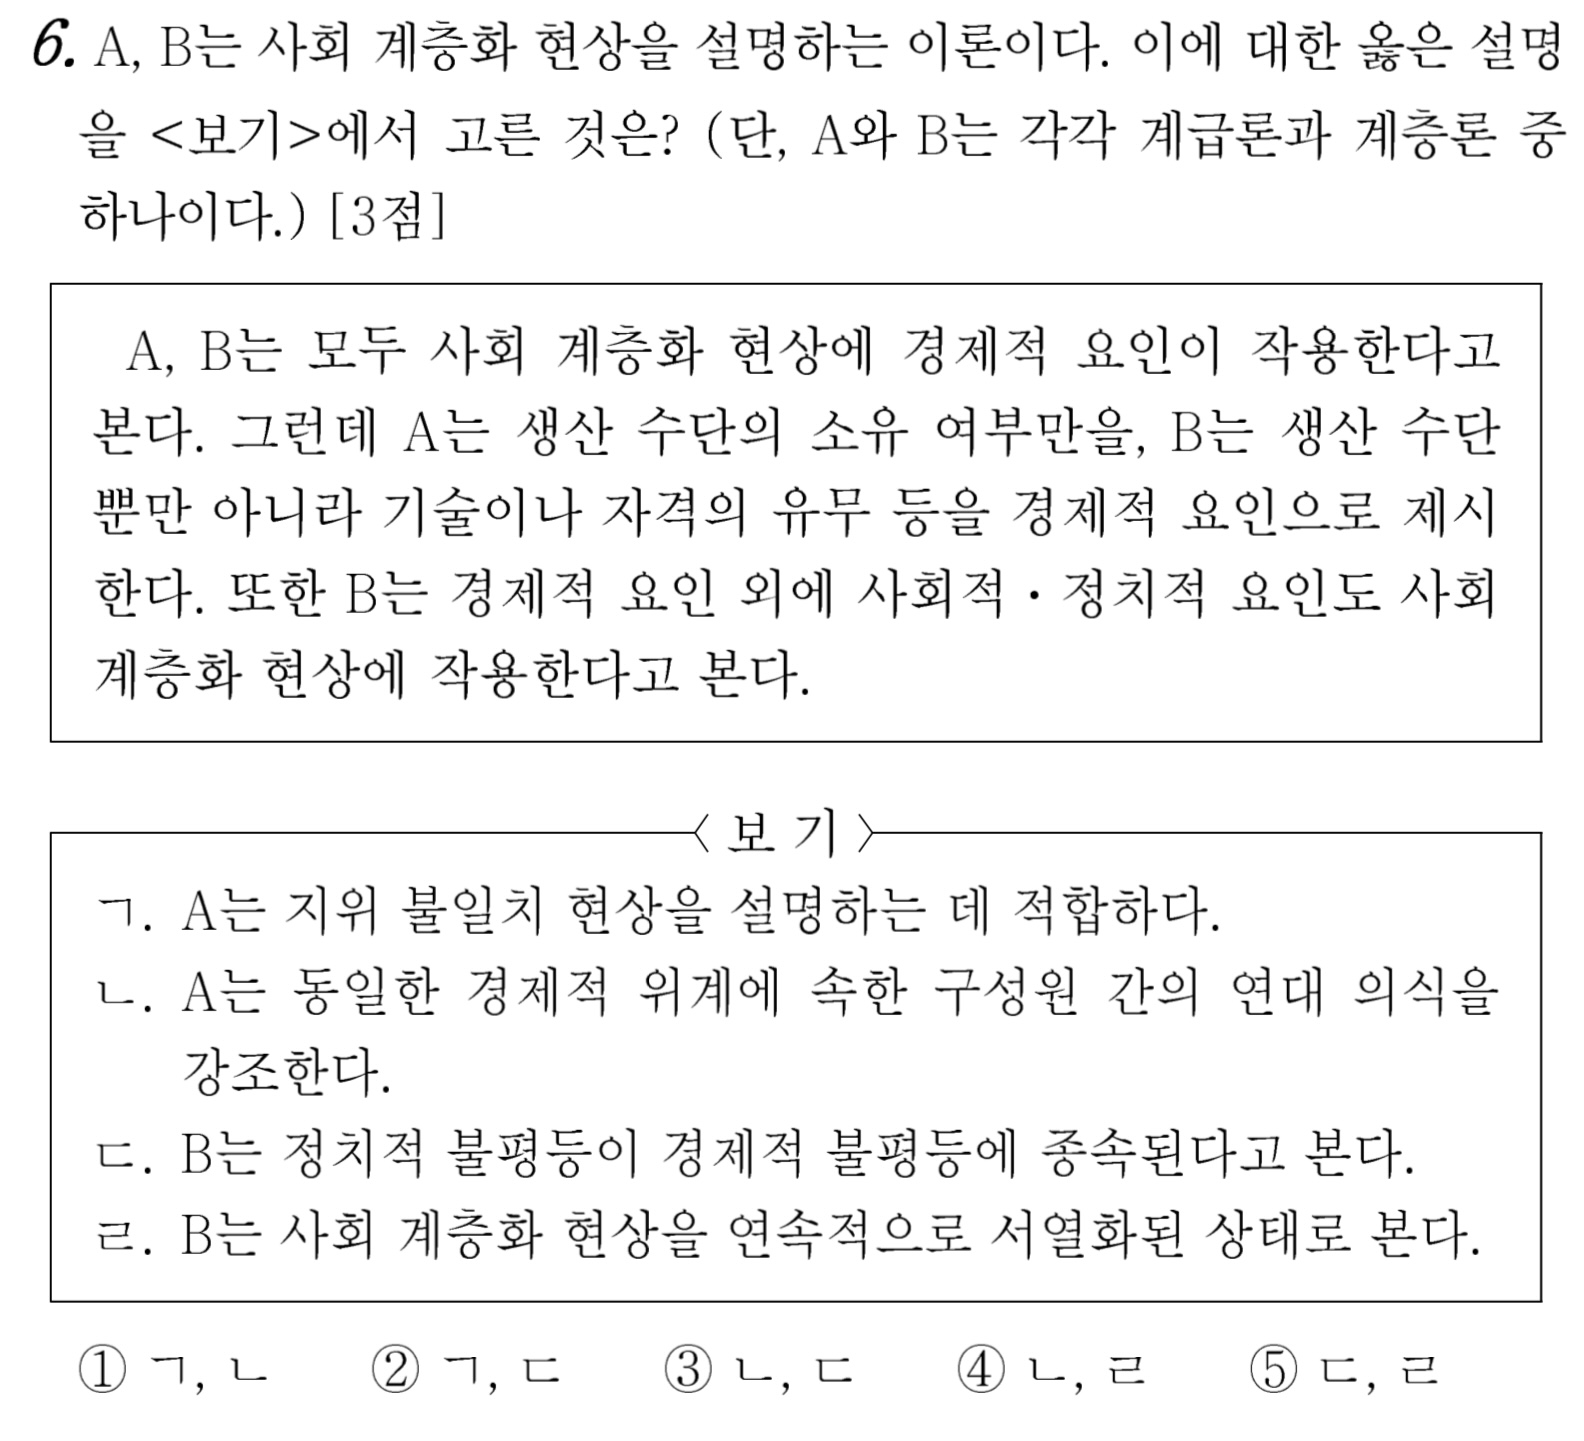 6. A, B는 사회 계층화 현상을 설명하는 이론이다. 이에 대한 옳은 설명
을 <보기>에서 고른 것은? (단, A와 B는 각각 계급론과 계층론 중
하나이다.) [3점]
A, B는 모두 사회 계층화 현상에 경제적 요인이 작용한다고
본다. 그런데 A는 생산 수단의 소유 여부만을, B는 생산 수단
뿐만 아니라 기술이나 자격의 유무 등을 경제적 요인으로 제시
한다. 또한 B는 경제적 요인 외에 사회적·정치적 요인도 사회
계층화 현상에 작용한다고 본다.
〈 보 기 〉
ㄱ. A는 지위 불일치 현상을 설명하는 데 적합하다.
ㄴ. A는 동일한 경제적 위계에 속한 구성원 간의 연대 의식을
강조한다.
ㄷ. B는 정치적 불평등이 경제적 불평등에 종속된다고 본다.
ㄹ. B는 사회 계층화 현상을 연속적으로 서열화된 상태로 본다.
① ㄱ, ㄴ ② ㄱ, ㄷ ③ ㄴ, ㄷ ④ ㄴ, ㄹ ⑤ ㄷ, ㄹ